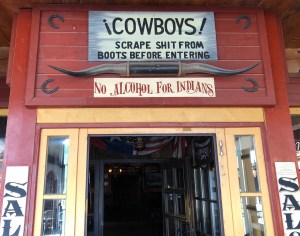 ¡COWBOYS!
SCRAPE SHIT FROM
BOOTS BEFORE ENTERING
NO ALCOHOL FOR INDIANS
SAL
SAL